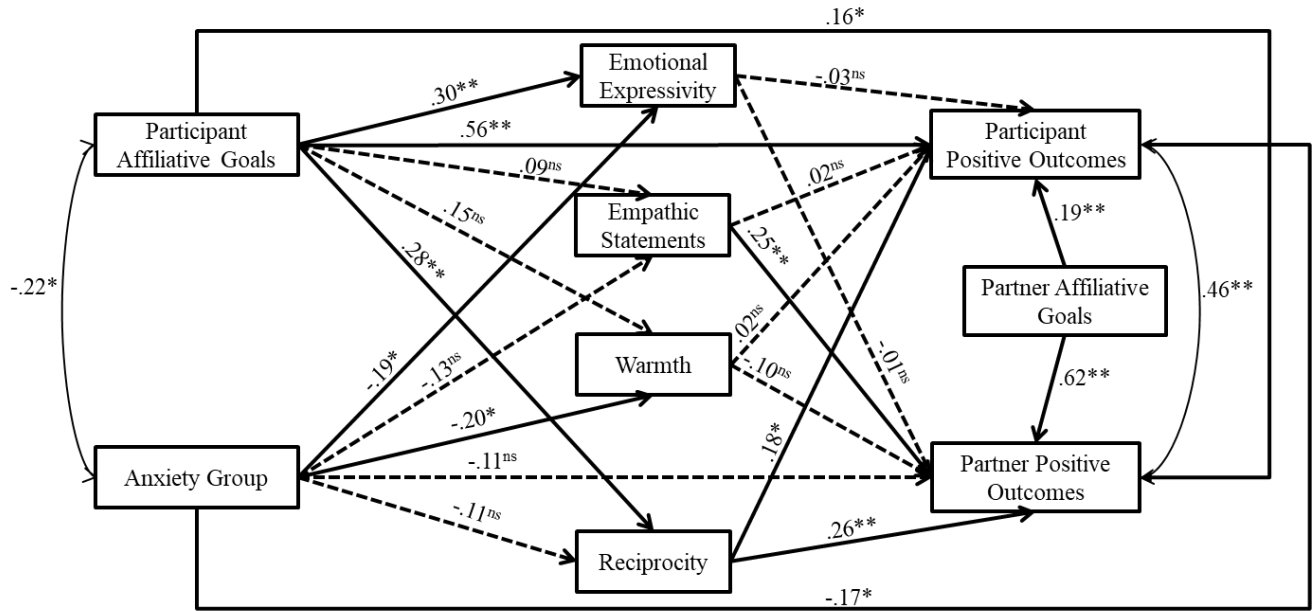 .16*
Emotional
Expressivity
-.03ns
.30**
Participant
Affiliative Goals
.56**
Participant
Positive Outcomes
.09ns
.02ns
Empathic
Statements
.15ns
.25**
.19**
.28**
-.22*
Partner Affiliative
Goals
.46**
.02ns
-.01ns
-.19*
-.13ns
Warmth
-.10ns
.62**
-.20*
Anxiety Group
-.11ns
.18*
Partner Positive
Outcomes
-.11ns
.26**
Reciprocity
-.17*